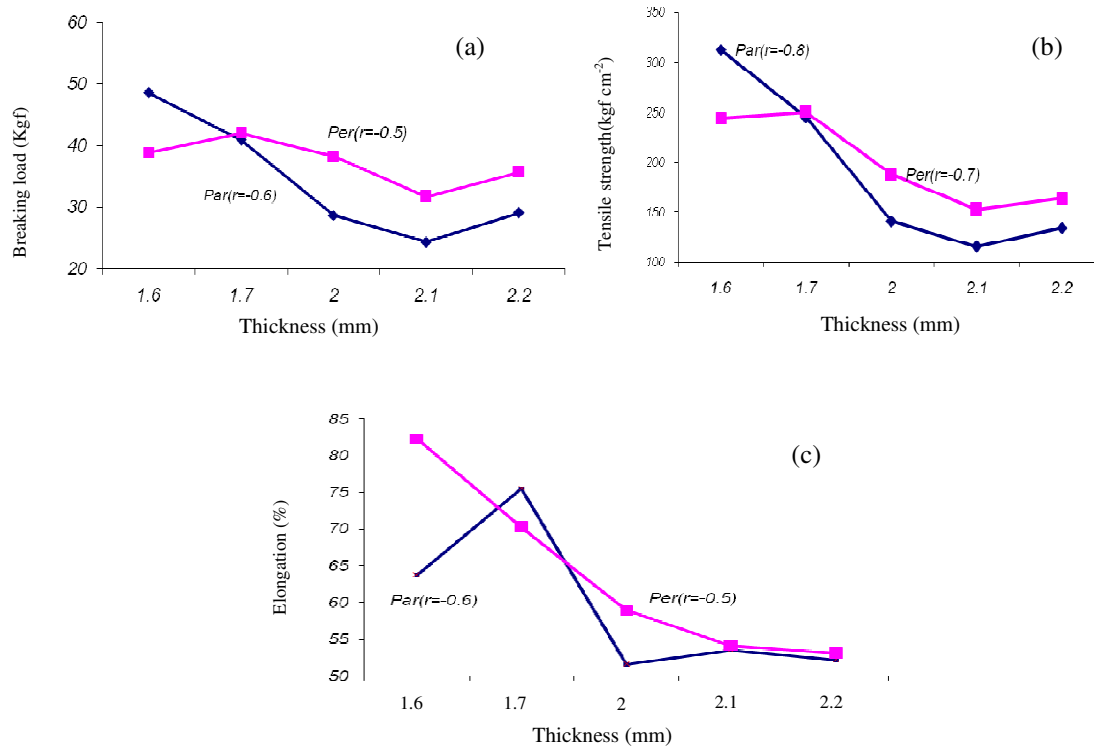 (a)
Breaking load (Kgf)
60
50
40
30
20
Per(r=-0.5)
Par(r=-0.6)
1.6 1.7 2 2.1 2.2
Thickness (mm)
(b)
Tensile strength(kgf cm-2)
350
300
250
200
150
100
Par(r=-0.8)
Per(r=-0.7)
1.6 1.7 2 2.1 2.2
Thickness (mm)
(c)
Elongation (%)
85
80
75
70
65
60
55
50
Par(r=-0.6)
Per(r=-0.5)
1.6 1.7 2 2.1 2.2
Thickness (mm)